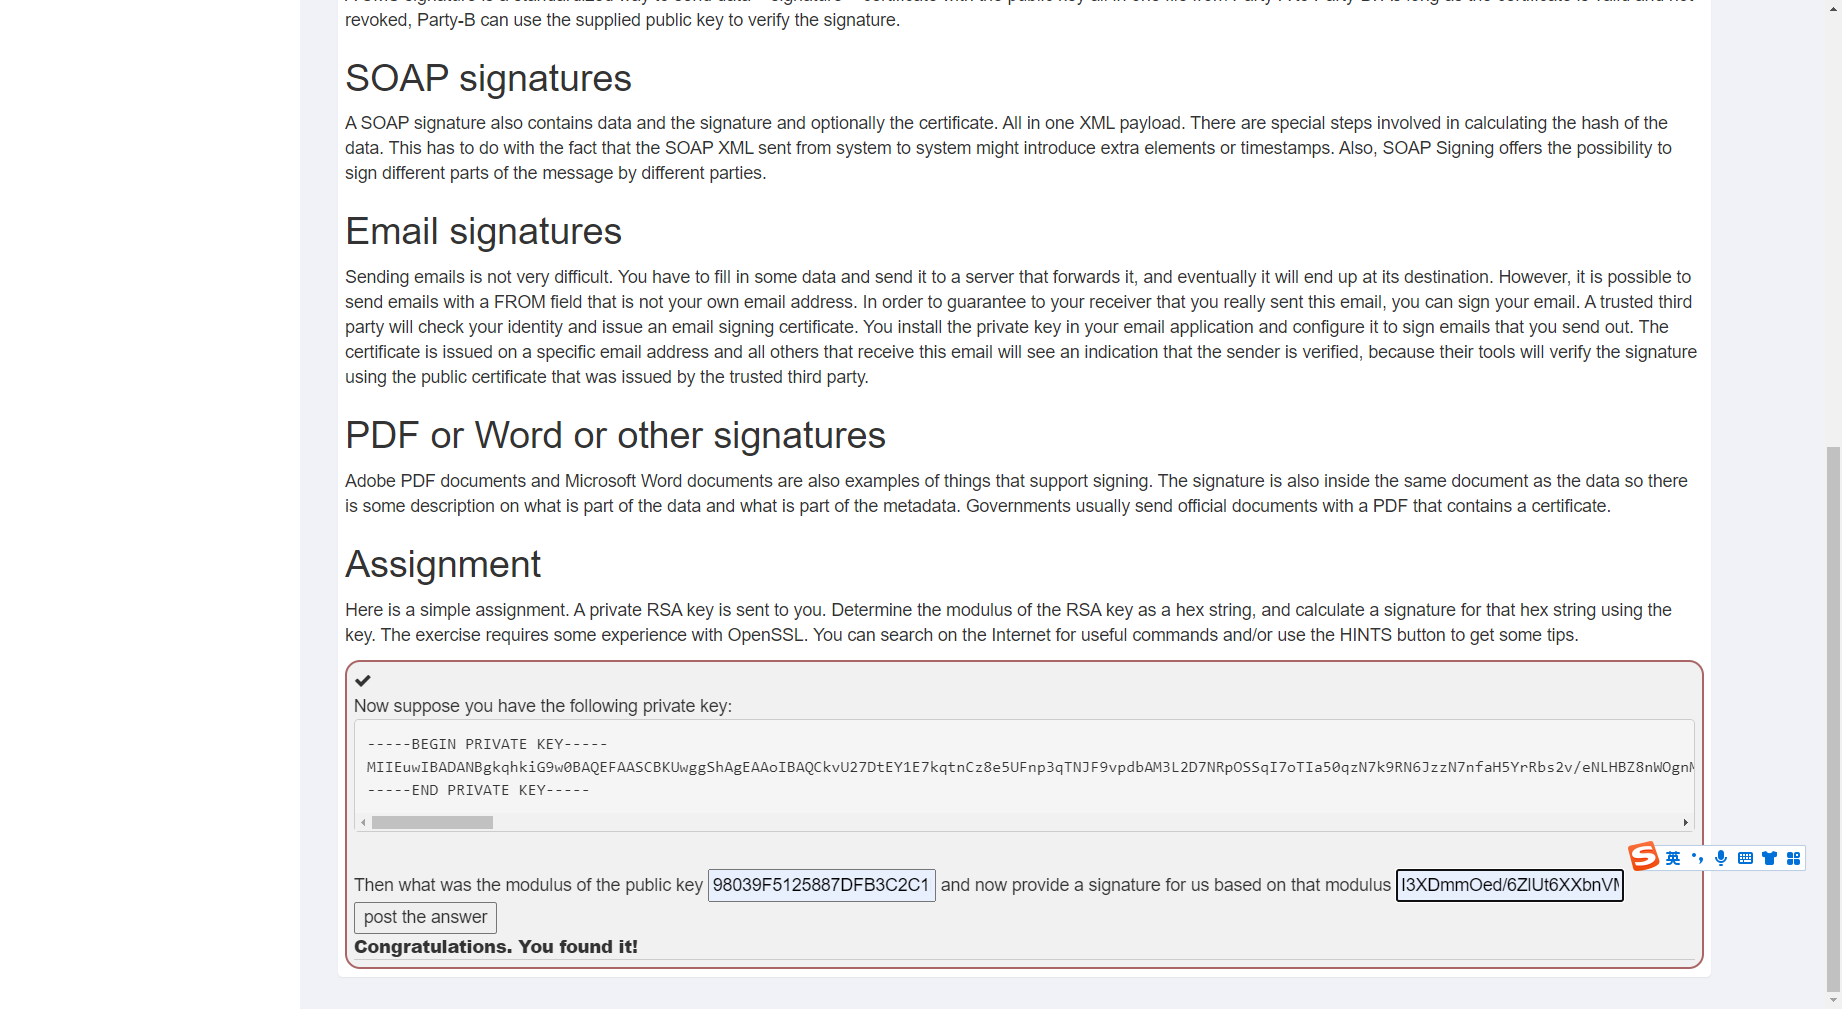 revoked, Party-B can use the supplied public key to verify the signature.
SOAP signatures
A SOAP signature also contains data and the signature and optionally the certificate. All in one XML payload. There are special steps involved in calculating the hash of the
data. This has to do with the fact that the SOAP XML sent from system to system might introduce extra elements or timestamps. Also, SOAP Signing offers the possibility to
sign different parts of the message by different parties.
Email signatures
Sending emails is not very difficult. You have to fill in some data and send it to a server that forwards it, and eventually it will end up at its destination. However, it is possible to
send emails with a FROM field that is not your own email address. In order to guarantee to your receiver that you really sent this email, you can sign your email. A trusted third
party will check your identity and issue an email signing certificate. You install the private key in your email application and configure it to sign emails that you send out. The
certificate is issued on a specific email address and all others that receive this email will see an indication that the sender is verified, because their tools will verify the signature
using the public certificate that was issued by the trusted third party.
PDF or Word or other signatures
Adobe PDF documents and Microsoft Word documents are also examples of things that support signing. The signature is also inside the same document as the data so there
is some description on what is part of the data and what is part of the metadata. Governments usually send official documents with a PDF that contains a certificate.
Assignment
Here is a simple assignment. A private RSA key is sent to you. Determine the modulus of the RSA key as a hex string, and calculate a signature for that hex string using the
key. The exercise requires some experience with OpenSSL. You can search on the Internet for useful commands and/or use the HINTS button to get some tips.
Now suppose you have the following private key:
-----BEGIN PRIVATE KEY-----
MIIEuwIBADANBgkqhkiG9w0BAQEFAASCBKUwggShAgEAAoIBAQCkvU27DtEY1E7kqtnCz8e5UFnp3qTNJF9vpdbAM3L2D7NRpOSSqI7oTIa50qzN7k9RN6JzzN7nfaH5YrRbs2v/eNLHBZ8nWOgn
-----END PRIVATE KEY-----
Then what was the modulus of the public key 98039F5125887DFB3C2C1 and now provide a signature for us based on that modulus I3XDmmOed/6ZlUt6XXbnV
post the answer
Congratulations. You found it!
英